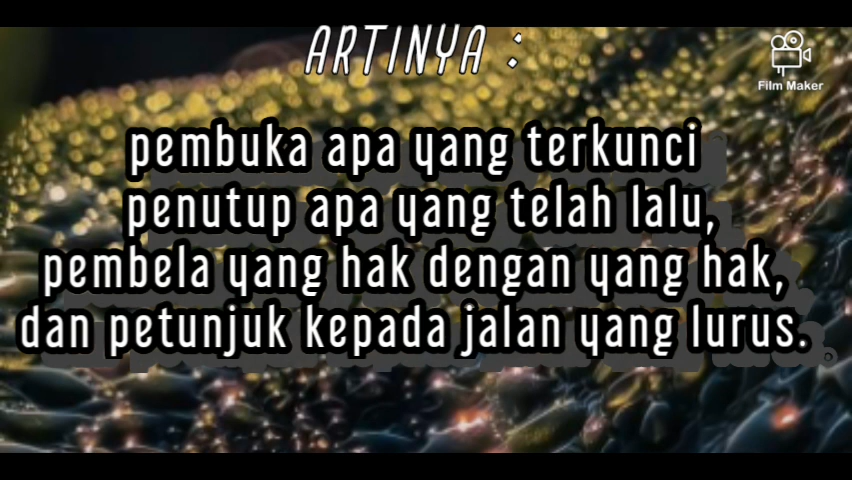 ARTINYA :
Film Maker
pembuka apa yang terkunci
penutup apa yang telah lalu,
pembela yang hak dengan yang hak,
dan petunjuk kepada jalan yang lurus.